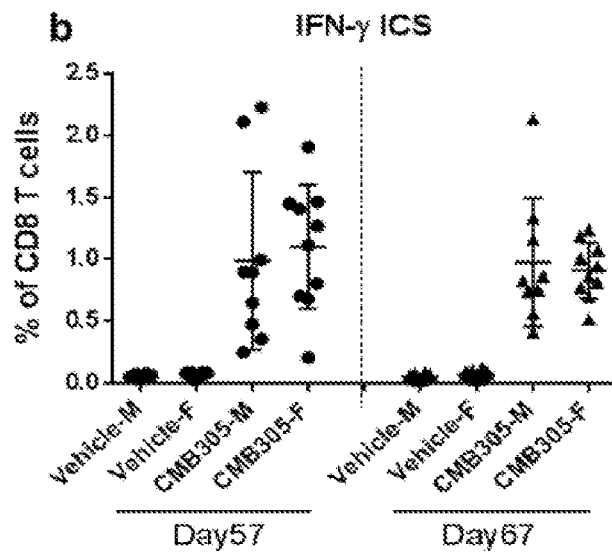 b
IFN-γ ICS
% of CD8 T cells
2.5
2.0
1.5
1.0
0.5
0.0
Vehicle-M
Vehicle-F
CMB305-M
CMB305-F
Vehicle-M
Vehicle-F
CMB305-M
CMB305-F
Day57
Day67